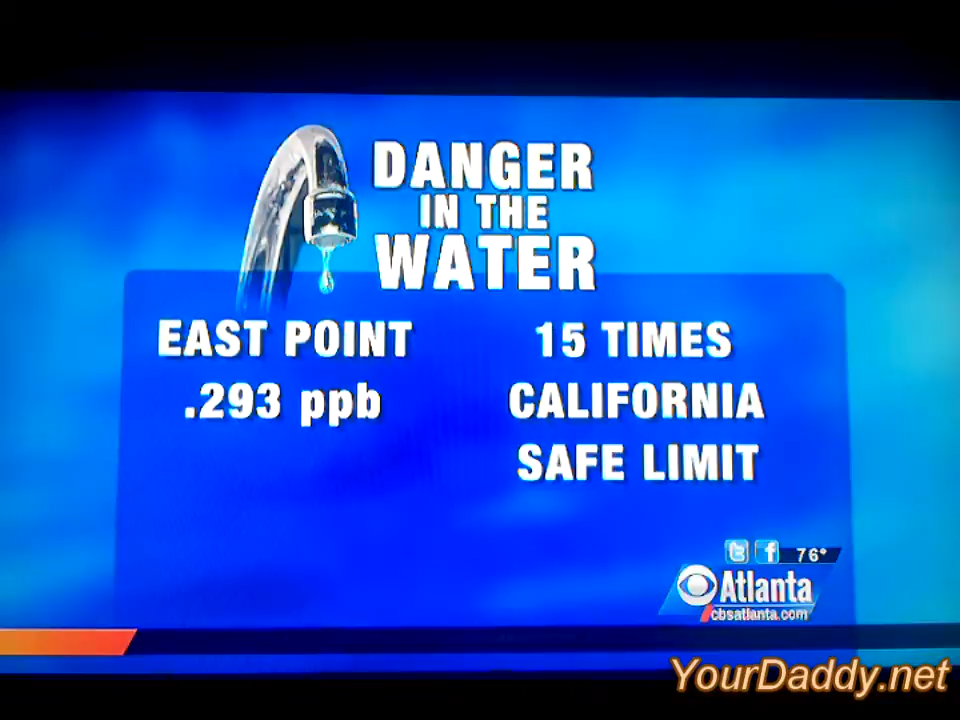 DANGER
IN THE
WATER
EAST POINT
.293 ppb
15 TIMES
CALIFORNIA
SAFE LIMIT
t f 76°
Atlanta
cbsatlanta.com
YourDaddy.net